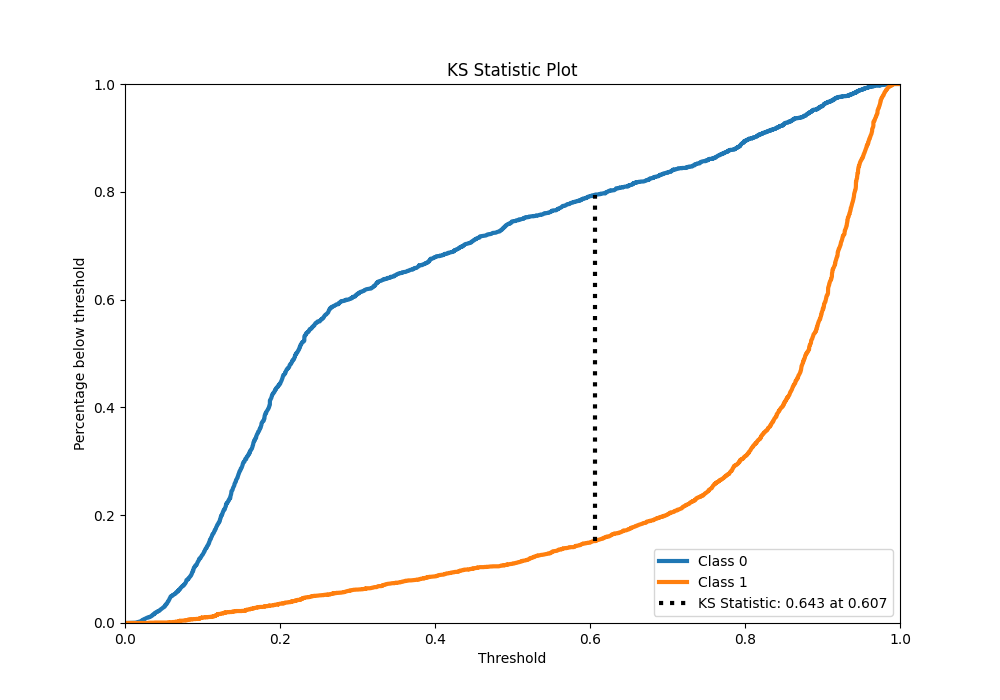 KS Statistic Plot
1.0
0.8
0.6
0.4
0.2
0.0
Percentage below threshold
0.0 0.2 0.4 0.6 0.8 1.0
Threshold
Class 0
Class 1
KS Statistic: 0.643 at 0.607